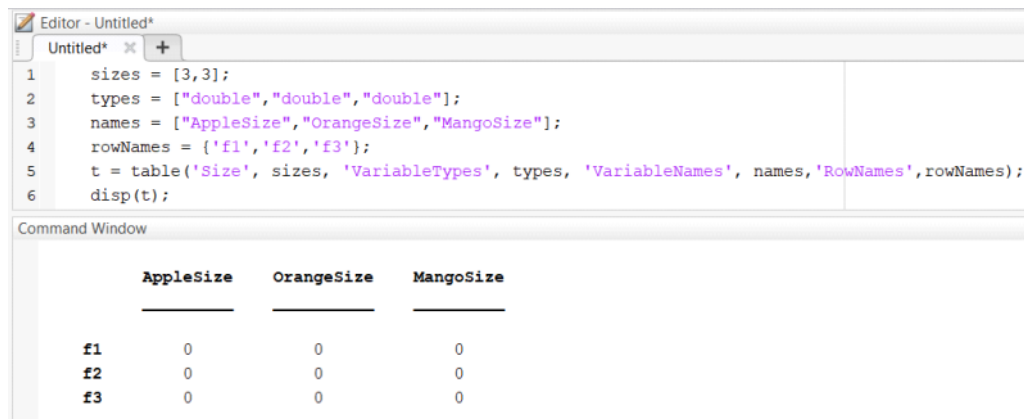 Editor - Untitled*
Untitled* × +
1 sizes = [3,3];
2 types = ["double","double","double"];
3 names = ["AppleSize","OrangeSize","MangoSize"];
4 rowNames = {'f1','f2','f3'};
5 t = table('Size', sizes, 'VariableTypes', types, 'VariableNames', names,'RowNames',rowNames);
6 disp(t);
Command Window
AppleSize OrangeSize MangoSize
f1 0 0 0
f2 0 0 0
f3 0 0 0